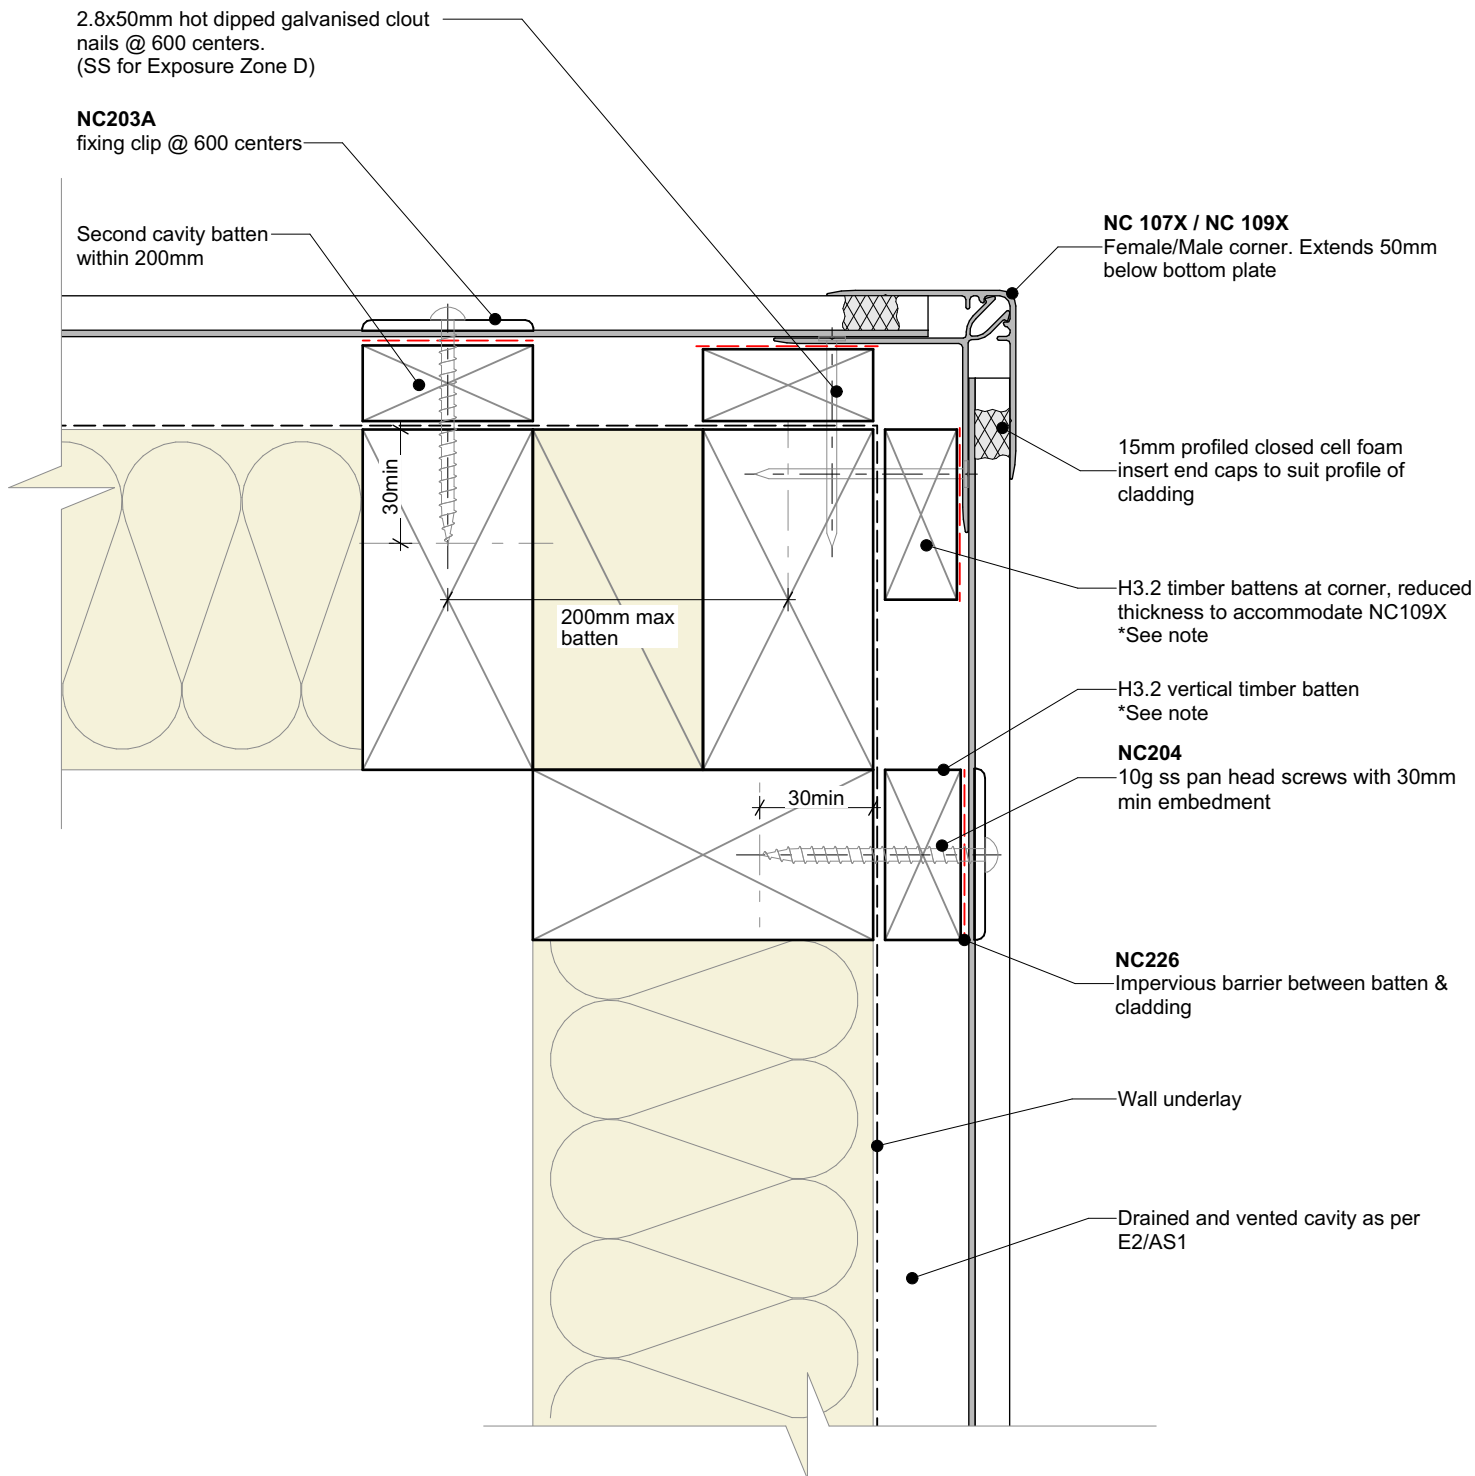 2.8x50mm hot dipped galvanised clout
nails @ 600 centers.
(SS for Exposure Zone D)
NC203A
fixing clip @ 600 centers
Second cavity batten
within 200mm
NC 107X / NC 109X
Female/Male corner. Extends 50mm
below bottom plate
15mm profiled closed cell foam
insert end caps to suit profile of
cladding
30min
H3.2 timber battens at corner, reduced
thickness to accommodate NC109X
*See note
200mm max
batten
H3.2 vertical timber batten
*See note
NC204
10g ss pan head screws with 30mm
min embedment
30min
NC226
Impervious barrier between batten &
cladding
Wall underlay
Drained and vented cavity as per
E2/AS1